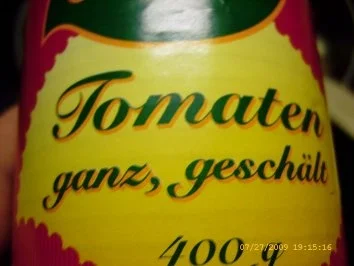 Tomaten
ganz, geschält
400 g
07/27/2009 19:15:16